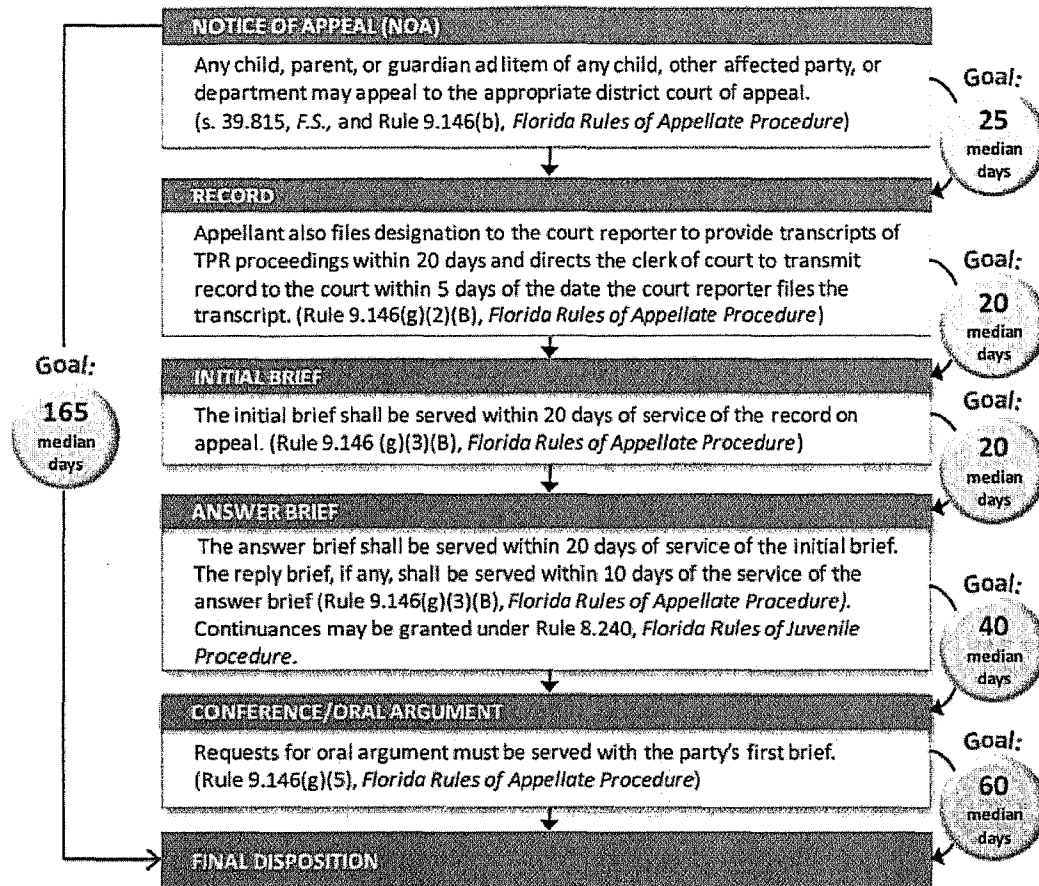 NOTICE OF APPEAL (NOA)
Any child, parent, or guardian ad litem of any child, other affected party, or
department may appeal to the appropriate district court of appeal.
(s. 39.815, F.S., and Rule 9.146(b), Florida Rules of Appellate Procedure)
Goal:
25
median
days
RECORD
Appellant also files designation to the court reporter to provide transcripts of
TPR proceedings within 20 days and directs the clerk of court to transmit
record to the court within 5 days of the date the court reporter files the
transcript. (Rule 9.146(g)(2)(B), Florida Rules of Appellate Procedure)
Goal:
20
median
days
Goal:
165
median
days
INITIAL BRIEF
The initial brief shall be served within 20 days of service of the record on
appeal. (Rule 9.146 (g)(3)(B), Florida Rules of Appellate Procedure)
Goal:
20
median
days
ANSWER BRIEF
The answer brief shall be served within 20 days of service of the initial brief.
The reply brief, if any, shall be served within 10 days of the service of the
answer brief (Rule 9.146(g)(3)(B), Florida Rules of Appellate Procedure).
Continuances may be granted under Rule 8.240, Florida Rules of Juvenile
Procedure.
Goal:
40
median
days
CONFERENCE/ORAL ARGUMENT
Requests for oral argument must be served with the party's first brief.
(Rule 9.146(g)(5), Florida Rules of Appellate Procedure)
Goal:
60
median
days
FINAL DISPOSITION